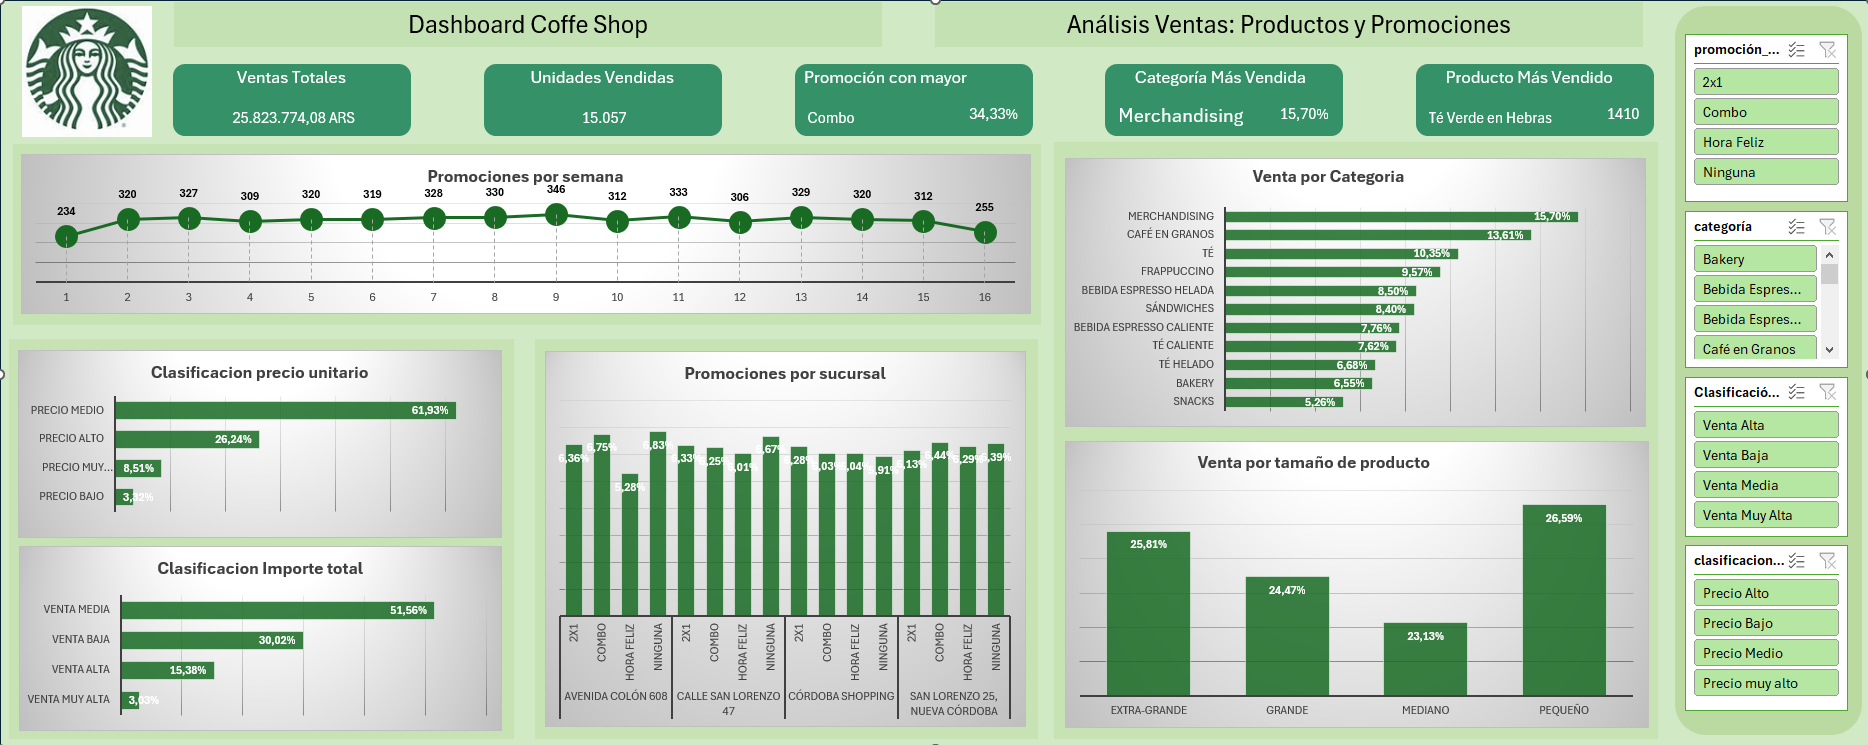 Dashboard Coffe Shop
Análisis Ventas: Productos y Promociones
Ventas Totales
25.823.774,08 ARS
Unidades Vendidas
15.057
Promoción con mayor
Combo 34,33%
Categoría Más Vendida
Merchandising 15,70%
Producto Más Vendido
Té Verde en Hebras 1410
Promociones por semana
234 320 327 309 320 319 328 330 346 312 333 306 329 320 312 255
1 2 3 4 5 6 7 8 9 10 11 12 13 14 15 16
Clasificacion precio unitario
PRECIO MEDIO 61,93%
PRECIO ALTO 26,24%
PRECIO MUY... 8,51%
PRECIO BAJO 3,32%
Clasificacion Importe total
VENTA MEDIA 51,56%
VENTA BAJA 30,02%
VENTA ALTA 15,38%
VENTA MUY ALTA 3,03%
Promociones por sucursal
6,36% 6,75% 5,28% 6,83% 6,33% 6,25% 6,01% 6,67% 6,28% 6,03% 6,04% 5,91% 6,13% 6,44% 6,29% 6,39%
2X1 COMBO HORA FELIZ NINGUNA 2X1 COMBO HORA FELIZ NINGUNA 2X1 COMBO HORA FELIZ NINGUNA 2X1 COMBO HORA FELIZ NINGUNA
AVENIDA COLÓN 608
CALLE SAN LORENZO
47
CÓRDOBA SHOPPING
SAN LORENZO 25,
NUEVA CÓRDOBA
Venta por Categoria
MERCHANDISING 15,70%
CAFÉ EN GRANOS 13,61%
TÉ 10,35%
FRAPPUCCINO 9,57%
BEBIDA ESPRESSO HELADA 8,50%
SÁNDWICHES 8,40%
BEBIDA ESPRESSO CALIENTE 7,76%
TÉ CALIENTE 7,62%
TÉ HELADO 6,68%
BAKERY 6,55%
SNACKS 5,26%
Venta por tamaño de producto
25,81% 24,47% 23,13% 26,59%
EXTRA-GRANDE GRANDE MEDIANO PEQUEÑO
promoción_...
2x1
Combo
Hora Feliz
Ninguna
categoría
Bakery
Bebida Espres...
Bebida Espres...
Café en Granos
Clasificació...
Venta Alta
Venta Baja
Venta Media
Venta Muy Alta
clasificacion...
Precio Alto
Precio Bajo
Precio Medio
Precio muy alto